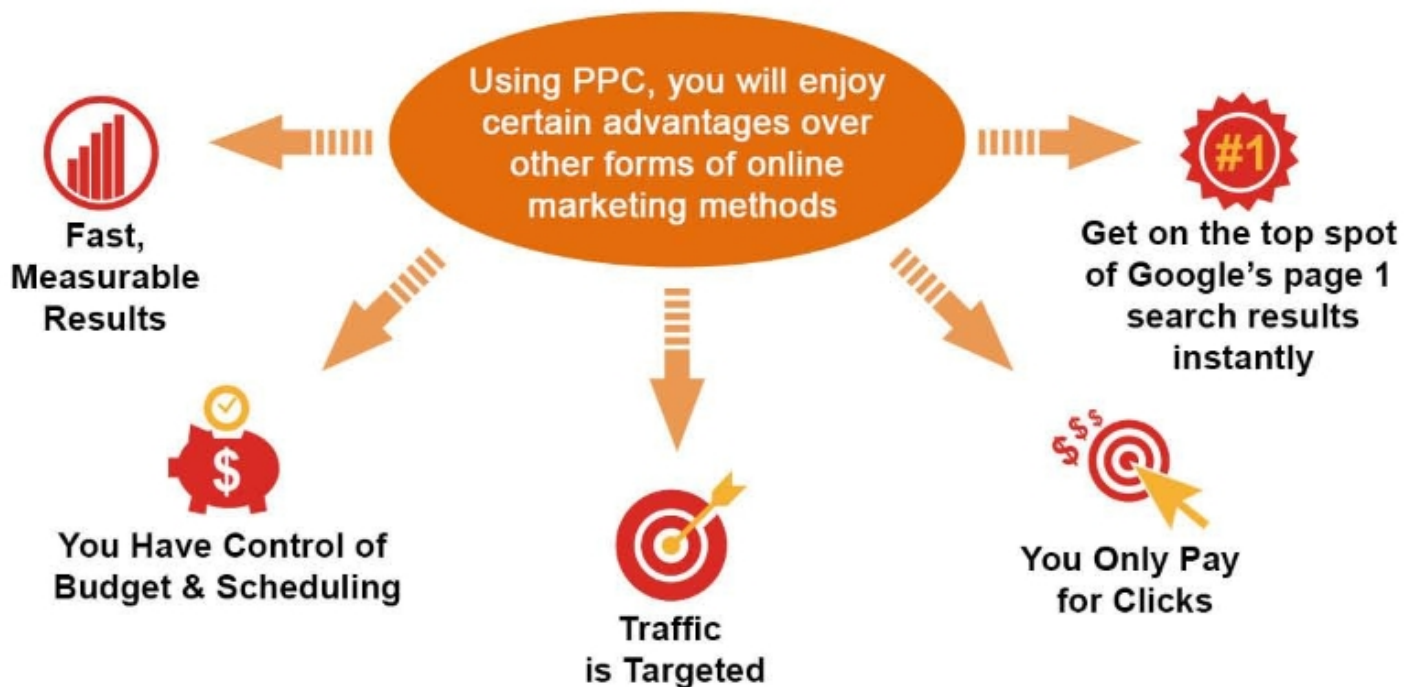 Using PPC, you will enjoy
certain advantages over
other forms of online
marketing methods
Fast,
Measurable
Results
#1
Get on the top spot
of Google's page 1
search results
instantly
$
You Have Control of
Budget & Scheduling
$$$
You Only Pay
for Clicks
Traffic
is Targeted